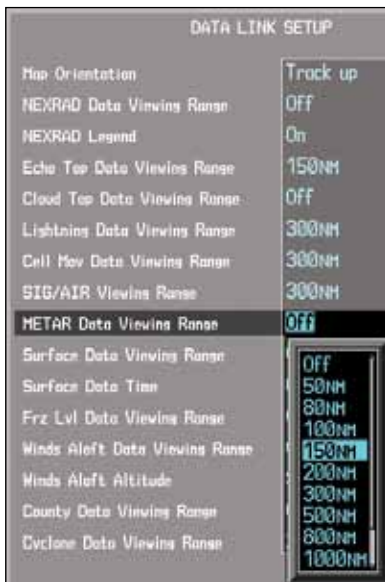 DATA LINK SETUP
Map Orientation Track up
NEXRAD Data Viewing Range Off
NEXRAD Legend On
Echo Top Data Viewing Range 150NM
Cloud Top Data Viewing Range Off
Lightning Data Viewing Range 300NM
Cell Mov Data Viewing Range 300NM
SIG/AIR Viewing Range 300NM
METAR Data Viewing Range Off
Surface Data Viewing Range
Surface Data Time
Frz Lvl Data Viewing Range
Winds Aloft Data Viewing Range
Winds Aloft Altitude
County Data Viewing Range
Cyclone Data Viewing Range
Off
50NM
80NM
100NM
150NM
200NM
300NM
500NM
800NM
1000NM